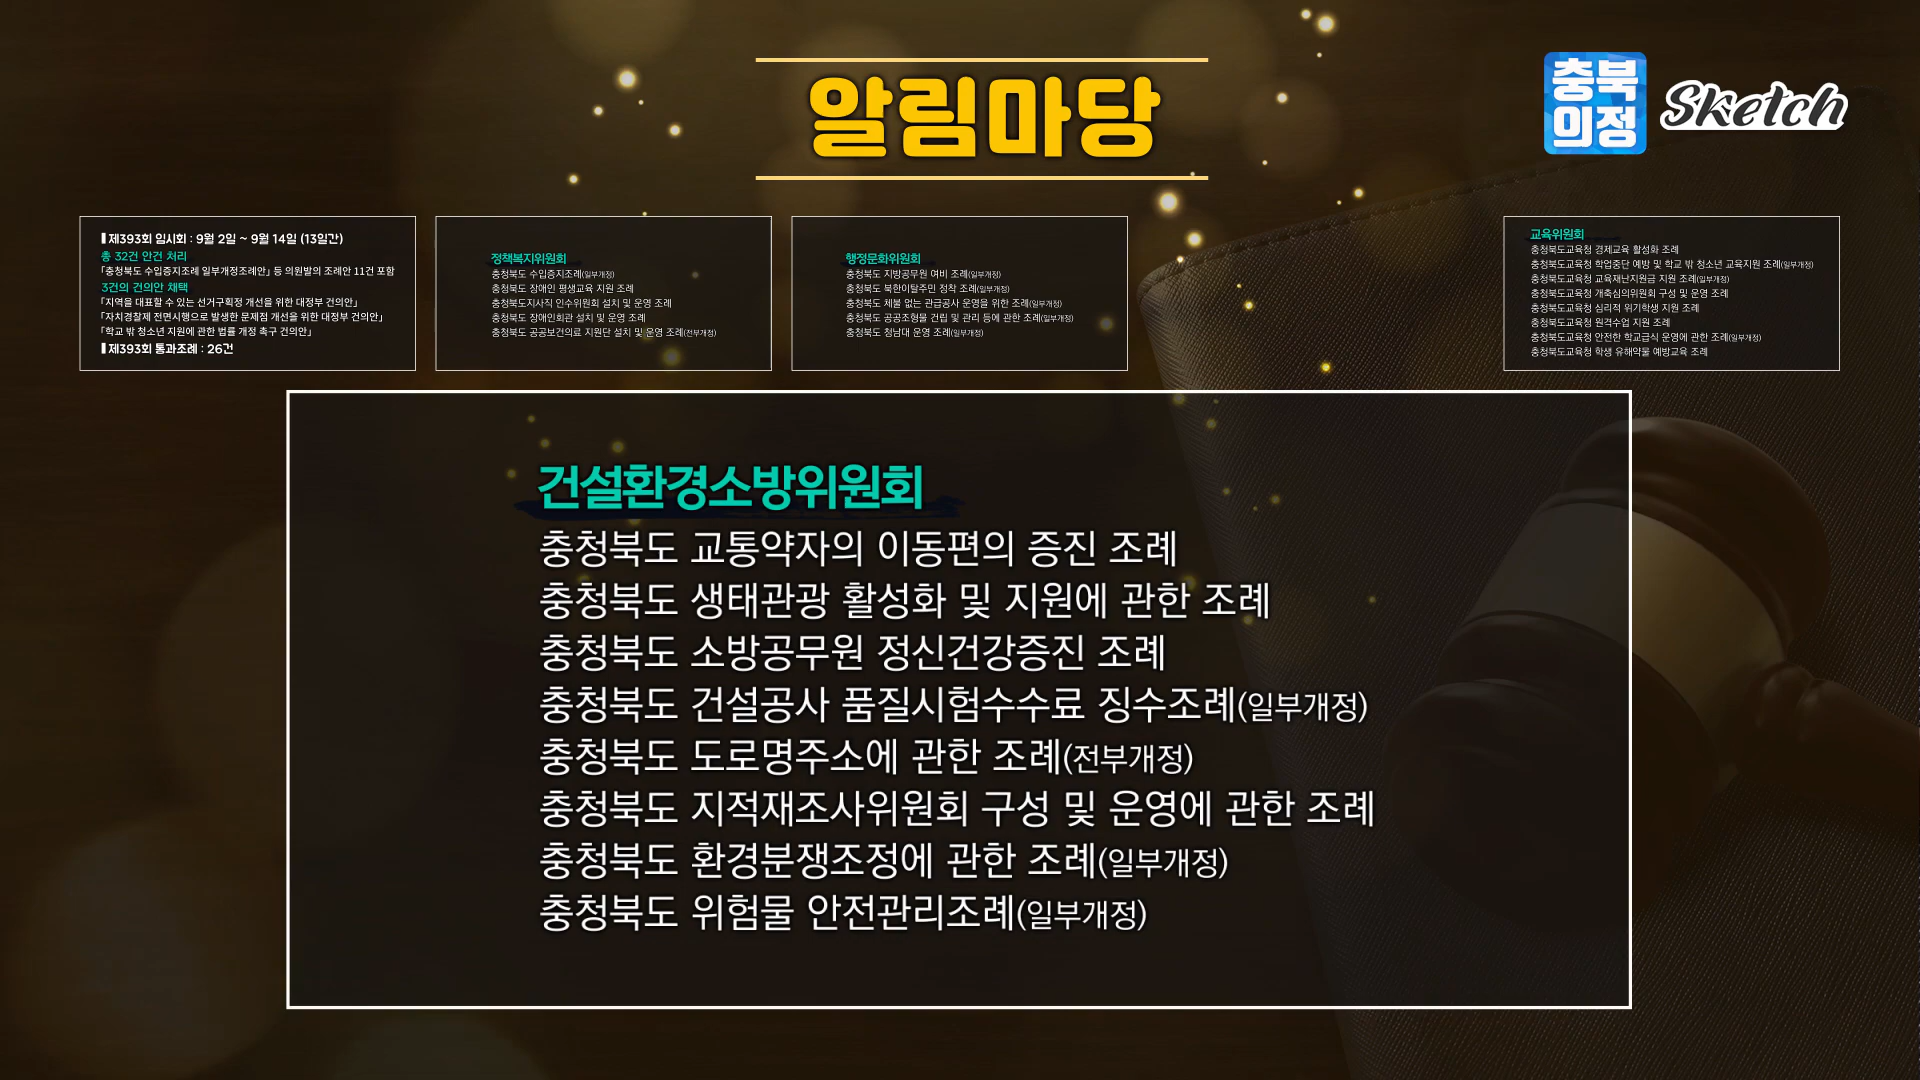 알림마당
충북
의정
Sketch
제393회 임시회 : 9월 2일 ~ 9월 14일 (13일간)
총 32건 안건 처리
「충청북도 수입증지조례 일부개정조례안」 등 의원발의 조례안 11건 포함
3건의 건의안 채택
「지역을 대표할 수 있는 선거구획정 개선을 위한 대정부 건의안」
「자치경찰제 전면시행으로 발생한 문제점 개선을 위한 대정부 건의안」
「학교 밖 청소년 지원에 관한 법률 개정 촉구 건의안」
제393회 통과조례 : 26건
정책복지위원회
충청북도 수입증지조례(일부개정)
충청북도 장애인 평생교육 지원 조례
충청북도지사직 인수위원회 설치 및 운영 조례
충청북도 장애인회관 설치 및 운영 조례
충청북도 공공보건의료 지원단 설치 및 운영 조례(전부개정)
행정문화위원회
충청북도 지방공무원 여비 조례(일부개정)
충청북도 북한이탈주민 정착 조례(일부개정)
충청북도 체불 없는 관급공사 운영을 위한 조례(일부개정)
충청북도 공공조형물 건립 및 관리 등에 관한 조례(일부개정)
충청북도 청남대 운영 조례(일부개정)
교육위원회
충청북도교육청 경제교육 활성화 조례
충청북도교육청 학업중단 예방 및 학교 밖 청소년 교육지원 조례(일부개정)
충청북도교육청 교육재난지원금 지원 조례(일부개정)
충청북도교육청 개축심의위원회 구성 및 운영 조례
충청북도교육청 심리적 위기학생 지원 조례
충청북도교육청 원격수업 지원 조례
충청북도교육청 안전한 학교급식 운영에 관한 조례(일부개정)
충청북도교육청 학생 유해약물 예방교육 조례
건설환경소방위원회
충청북도 교통약자의 이동편의 증진 조례
충청북도 생태관광 활성화 및 지원에 관한 조례
충청북도 소방공무원 정신건강증진 조례
충청북도 건설공사 품질시험수수료 징수조례(일부개정)
충청북도 도로명주소에 관한 조례(전부개정)
충청북도 지적재조사위원회 구성 및 운영에 관한 조례
충청북도 환경분쟁조정에 관한 조례(일부개정)
충청북도 위험물 안전관리조례(일부개정)